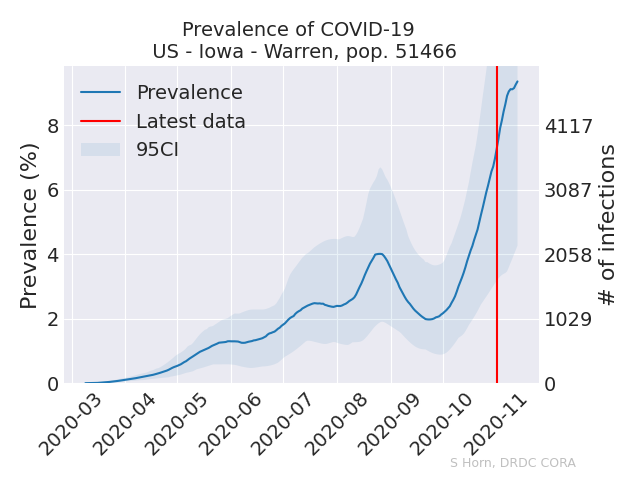 Prevalence of COVID-19
US - Iowa - Warren, pop. 51466
Prevalence
Latest data
95CI
Prevalence (%)
8
6
4
2
0
4117
3087
2058
1029
0
# of infections
2020-03
2020-04
2020-05
2020-06
2020-07
2020-08
2020-09
2020-10
2020-11
S Horn, DRDC CORA